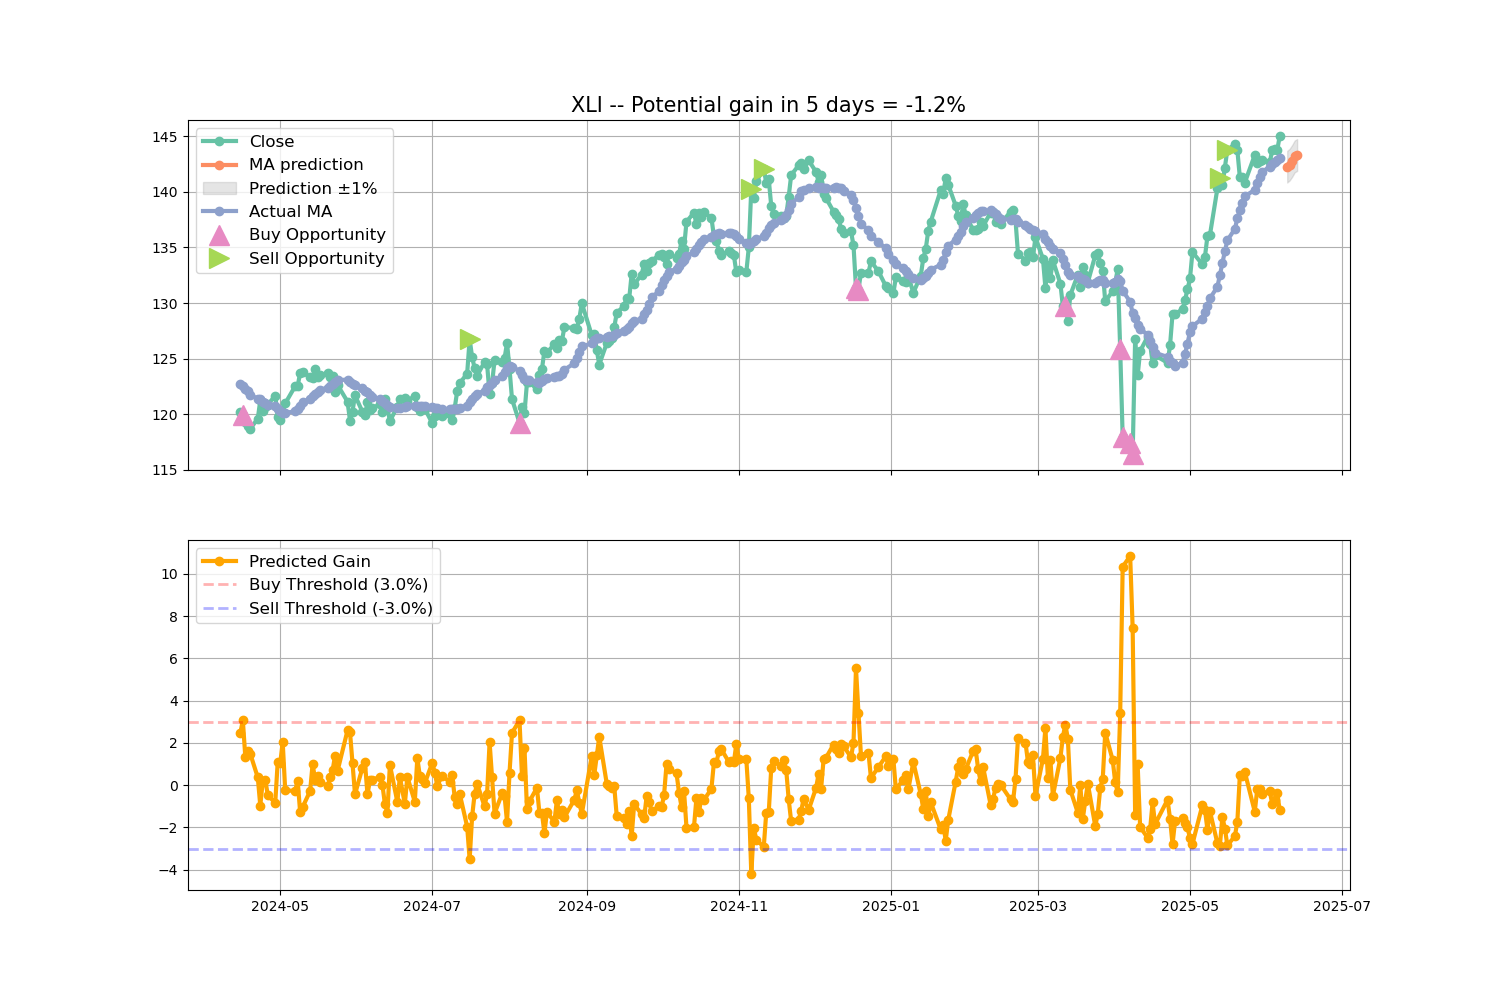 XLI -- Potential gain in 5 days = -1.2%
145
140
135
130
125
120
115
Close
MA prediction
Prediction ±1%
Actual MA
Buy Opportunity
Sell Opportunity
10
8
6
4
2
0
−2
−4
Predicted Gain
Buy Threshold (3.0%)
Sell Threshold (-3.0%)
2024-05
2024-07
2024-09
2024-11
2025-01
2025-03
2025-05
2025-07